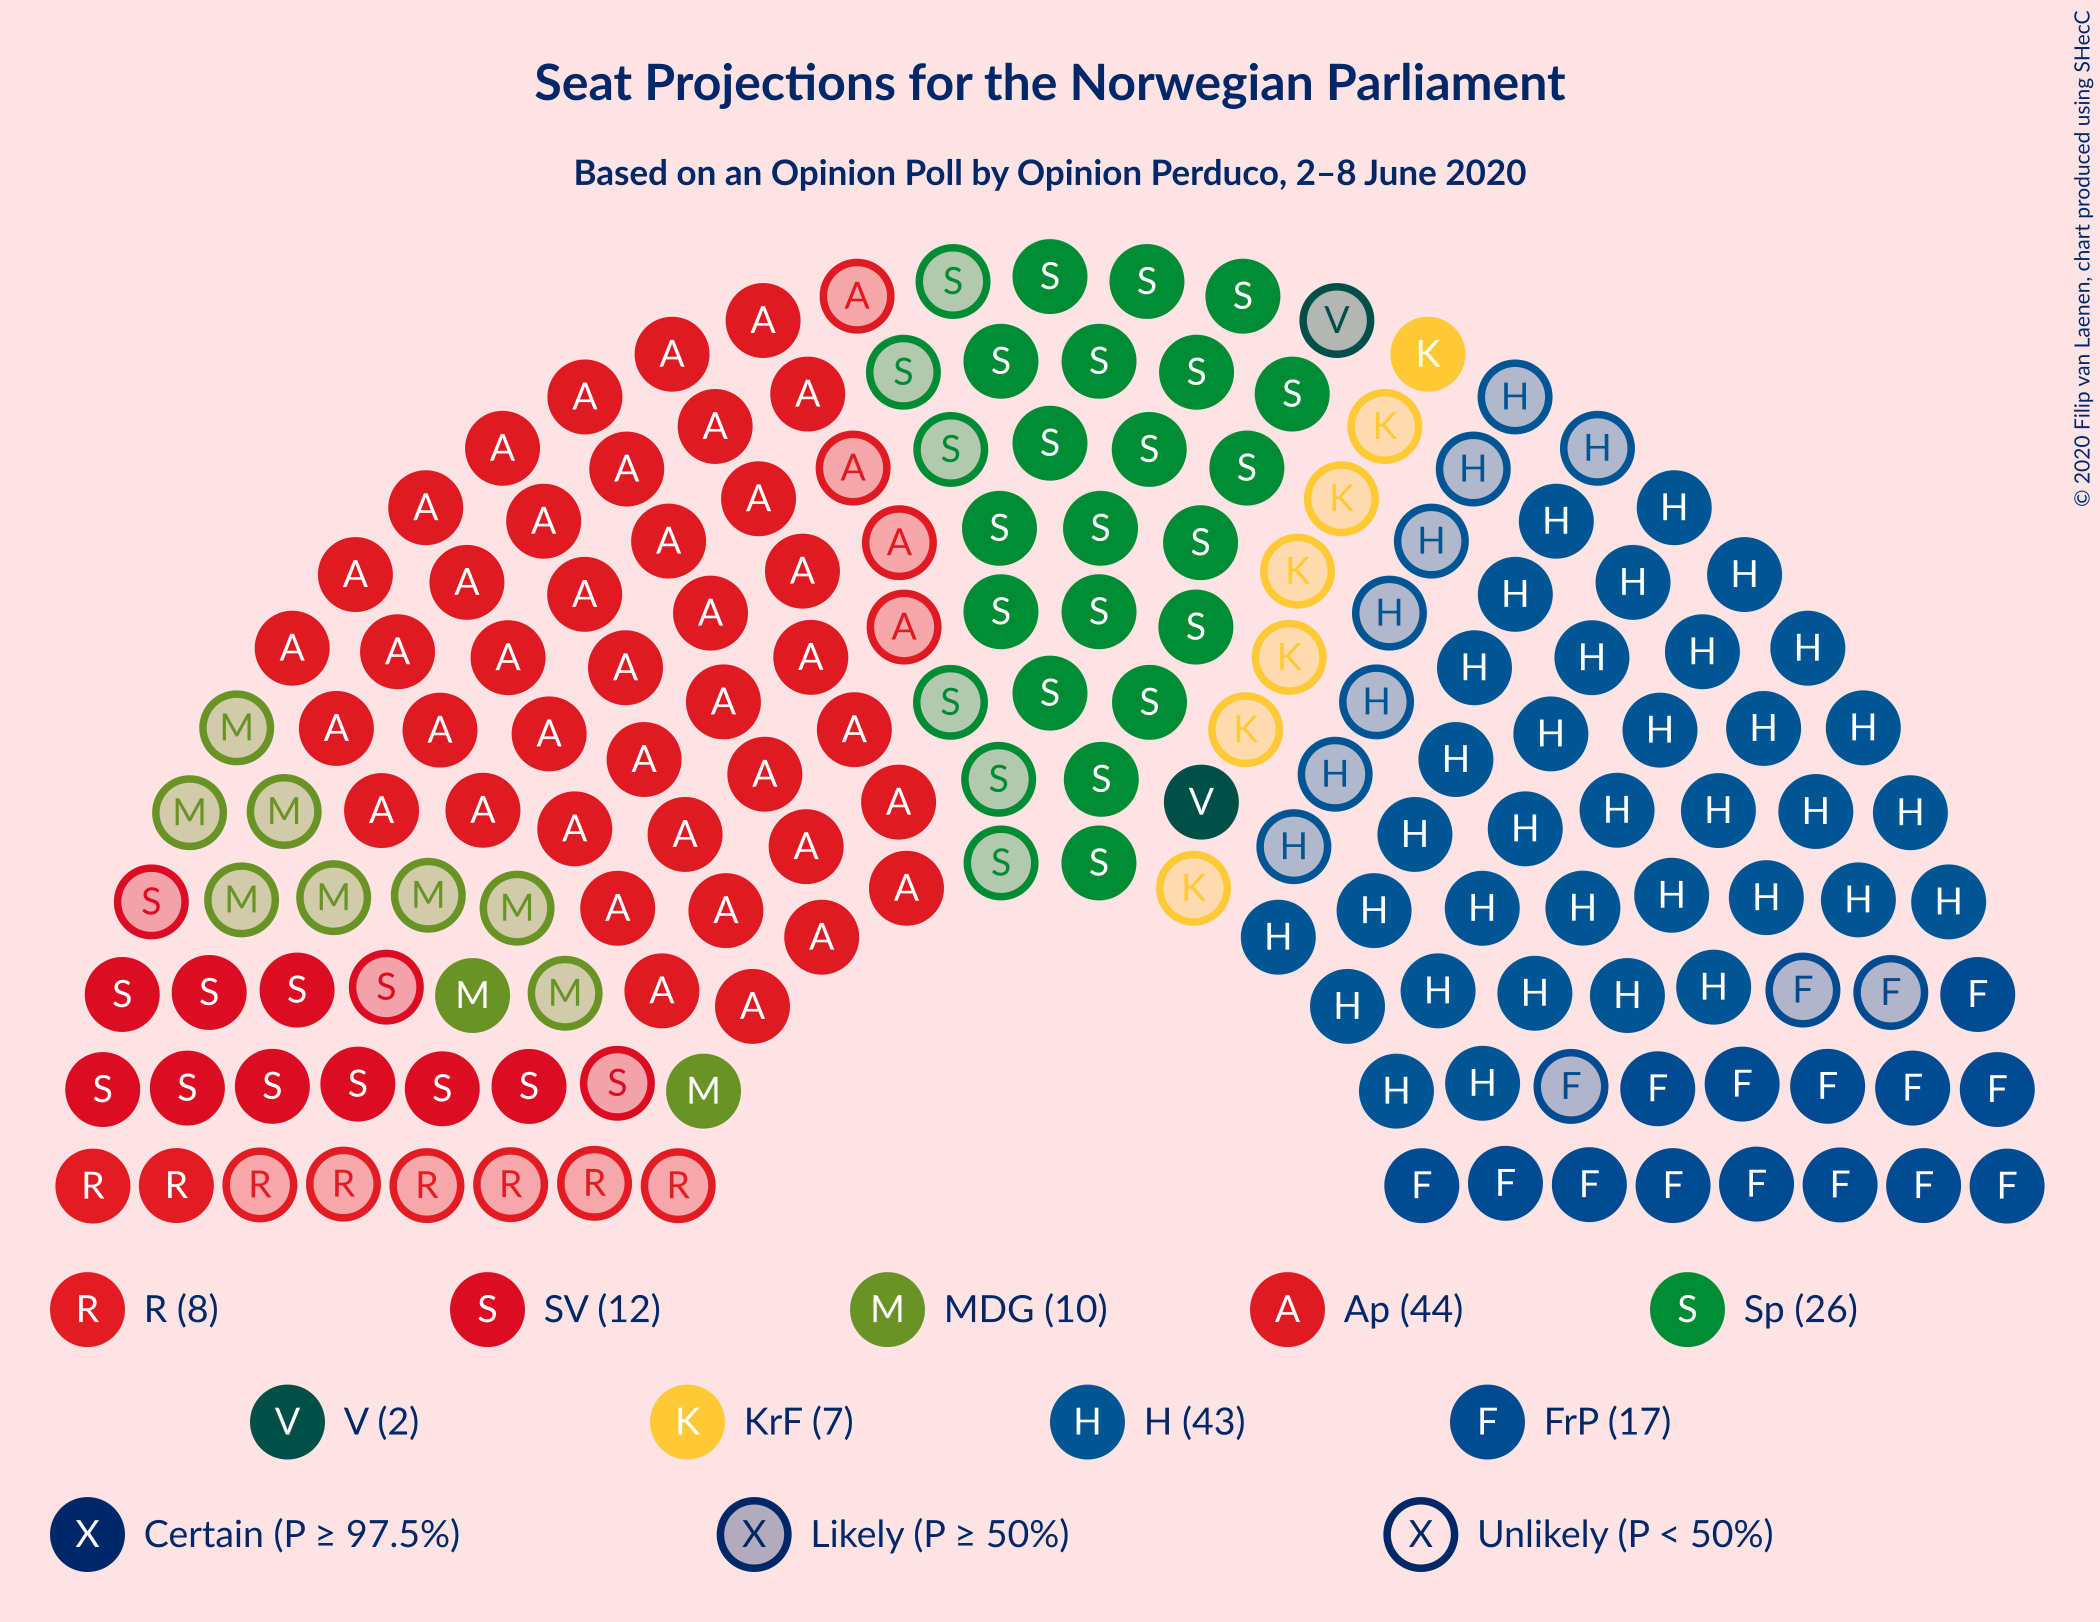 Seat Projections for the Norwegian Parliament
Based on an Opinion Poll by Opinion Perduco, 2–8 June 2020
© 2020 Filip van Laenen, chart produced using SHecC
A S S S S V K
A A S S S S S K H H
A A A S S S S K H H
A A A A S S S K H H H
A A A A A S S S K H H H H
A A A A A S S S K H H H H H
M A A A A A A S S V K H H H H H H
M M A A A A A A S S K H H H H H H H
S M M M M A A A H H H H H H H H
S S S S M M A A H H H H H F F F
S S S S S S S M H H F F F F F F
R R R R R R R R F F F F F F F F
R R (8) S SV (12) M MDG (10) A Ap (44) S Sp (26)
V V (2) K KrF (7) H H (43) F FrP (17)
X Certain (P ≥ 97.5%) X Likely (P ≥ 50%) X Unlikely (P < 50%)